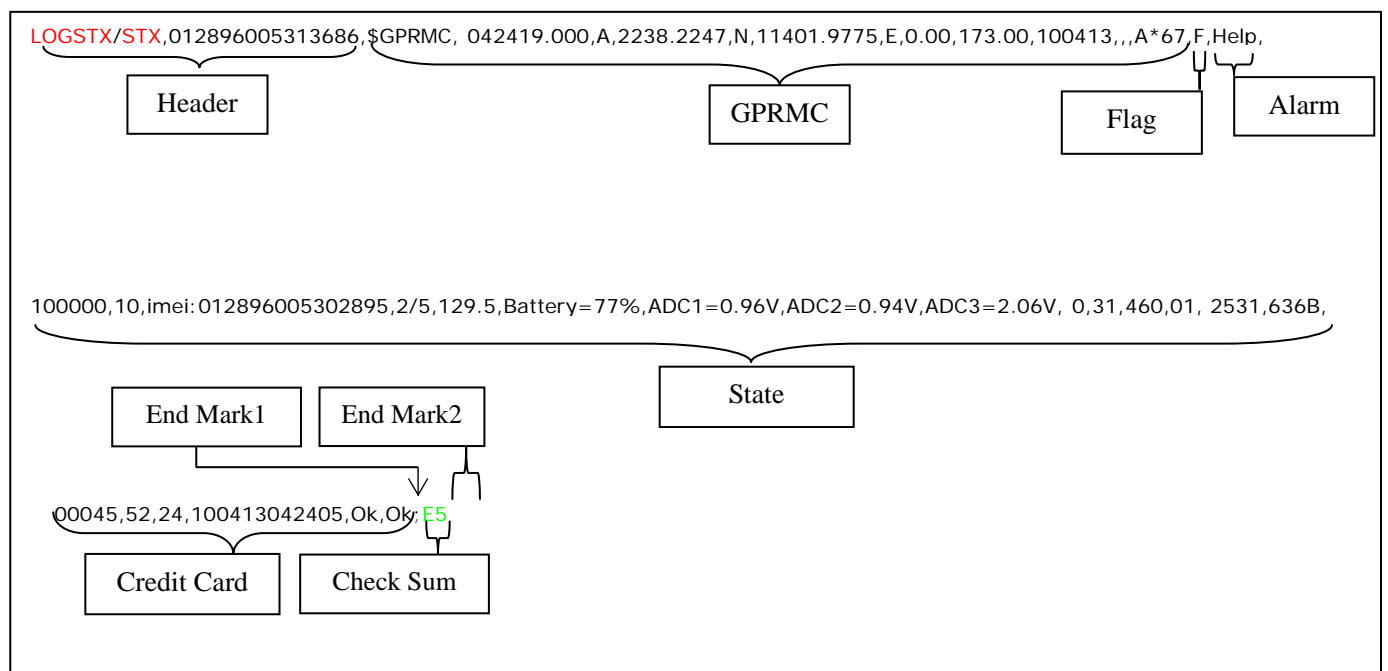 LOGSTX/STX,012896005313686,$GPRMC, 042419.000,A,2238.2247,N,11401.9775,E,0.00,173.00,100413,,,A*67,F,Help,
Header
GPRMC
Flag
Alarm
100000,10,imei:012896005302895,2/5,129.5,Battery=77%,ADC1=0.96V,ADC2=0.94V,ADC3=2.06V, 0,31,460,01, 2531,636B,
State
End Mark1
End Mark2
00045,52,24,100413042405,Ok,Ok;E5
Credit Card
Check Sum